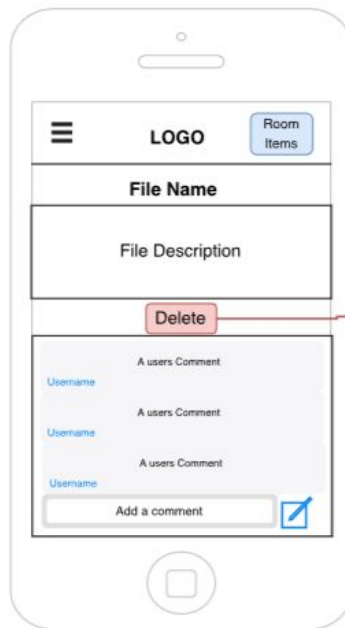 LOGO
Room
Items
File Name
File Description
Delete
A users Comment
Username
A users Comment
Username
A users Comment
Username
Add a comment